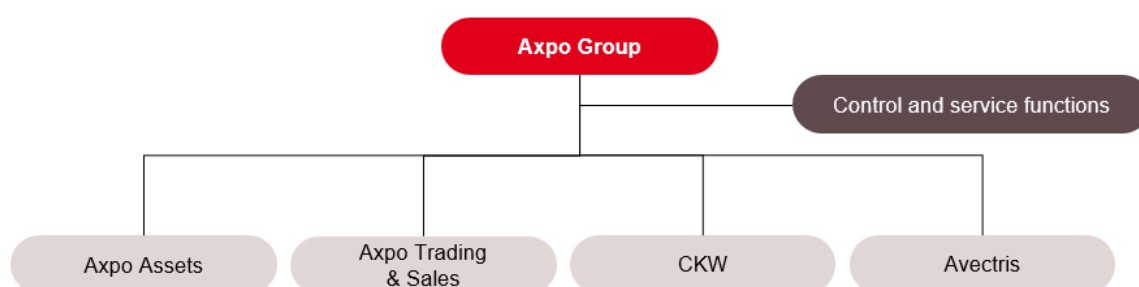 Axpo Group
Control and service functions
Axpo Assets
Axpo Trading
& Sales
CKW
Avectris